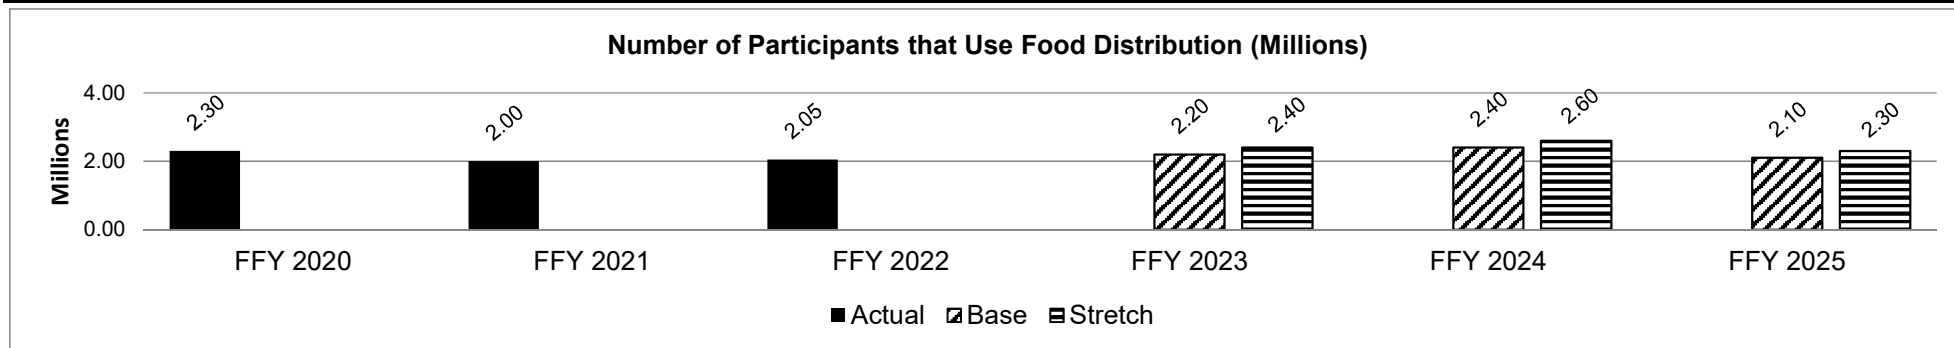 Number of Participants that Use Food Distribution (Millions)
Millions
4.00
2.00
0.00
2.30
2.00
2.05
2.20
2.40
2.40
2.60
2.10
2.30
FFY 2020
FFY 2021
FFY 2022
FFY 2023
FFY 2024
FFY 2025
Actual
Base
Stretch